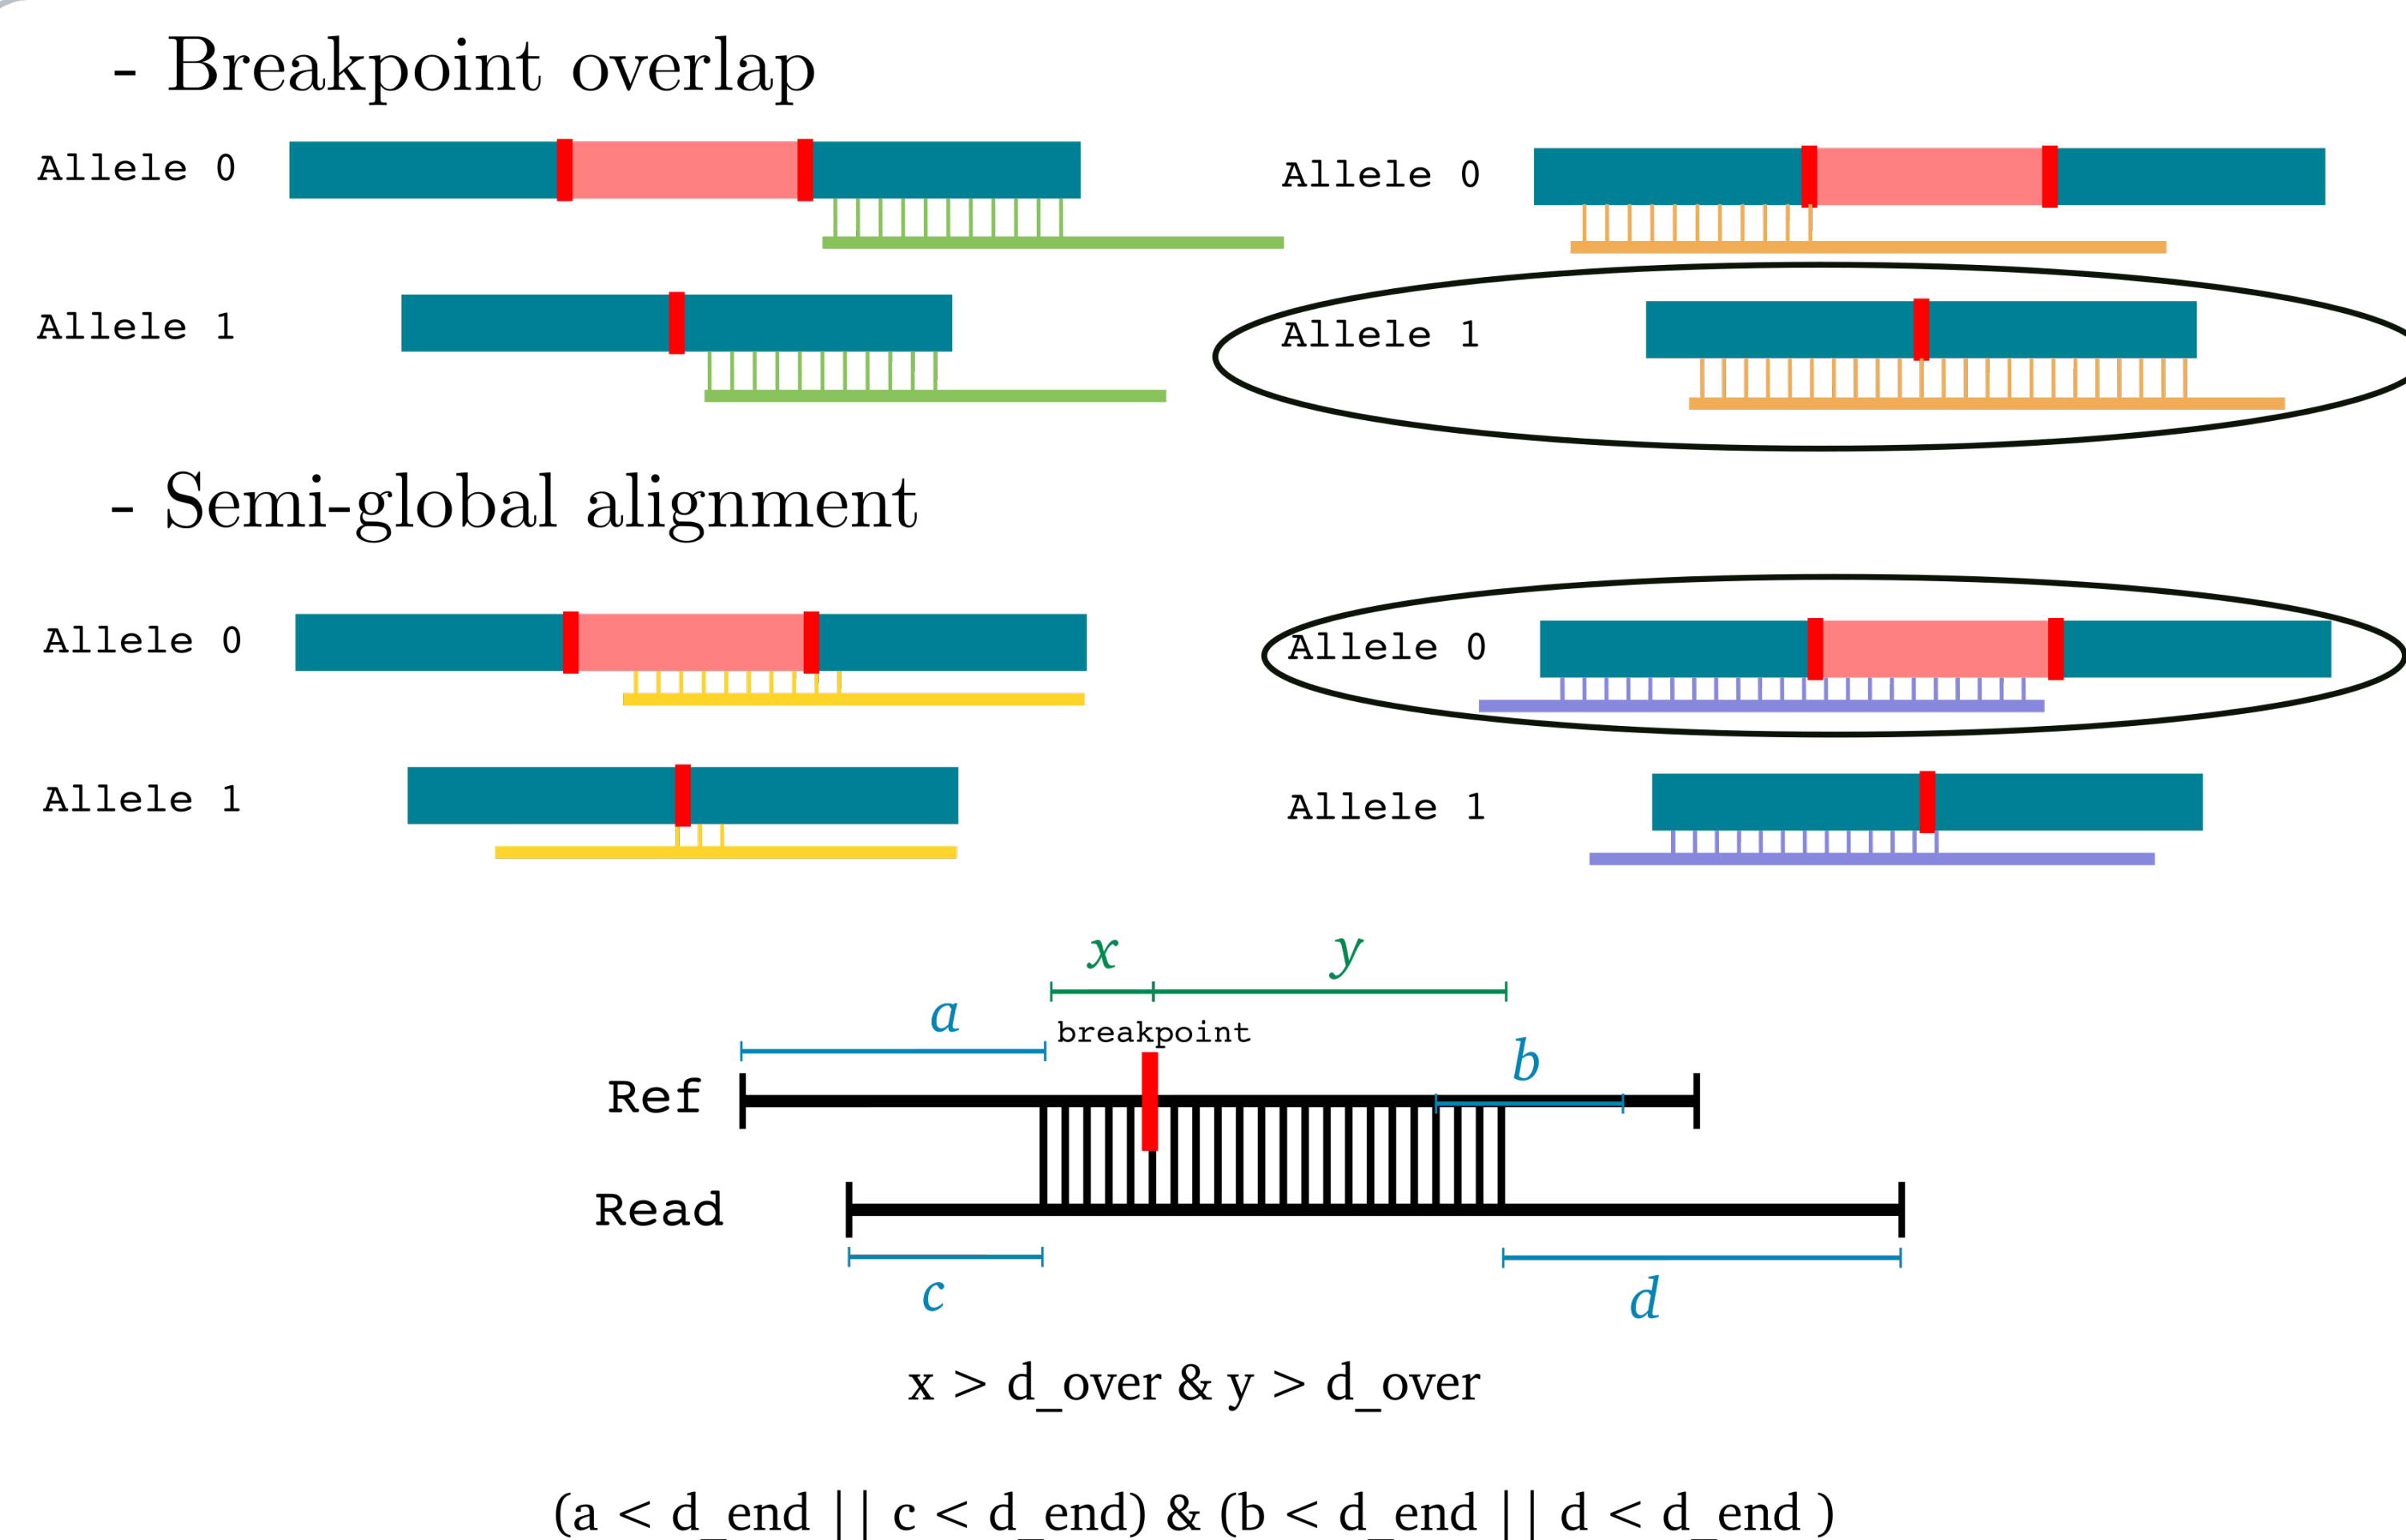 - Breakpoint overlap
Allele 0
Allele 0
Allele 1
Allele 1
- Semi-global alignment
Allele 0
Allele 0
Allele 1
Allele 1
x
y
a
breakpoint
b
Ref
Read
c
d
x > d_over & y > d_over
(a < d_end || c < d_end) & (b < d_end || d < d_end )